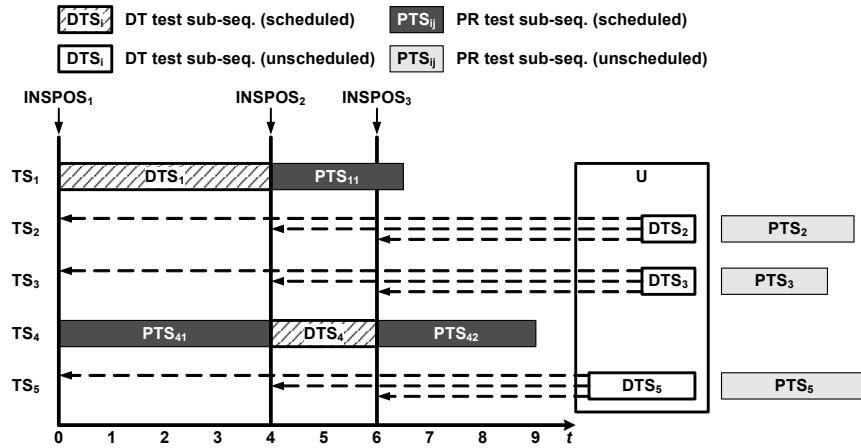 DTSi DT test sub-seq. (scheduled) PTSij PR test sub-seq. (scheduled)
DTSi DT test sub-seq. (unscheduled) PTSij PR test sub-seq. (unscheduled)
INSPOS1 INSPOS2 INSPOS3
TS1 DTS1 PTS11 U
TS2 DTS2 PTS2
TS3 DTS3 PTS3
TS4 PTS41 DTS4 PTS42
TS5 DTS5 PTS5
0 1 2 3 4 5 6 7 8 9 t